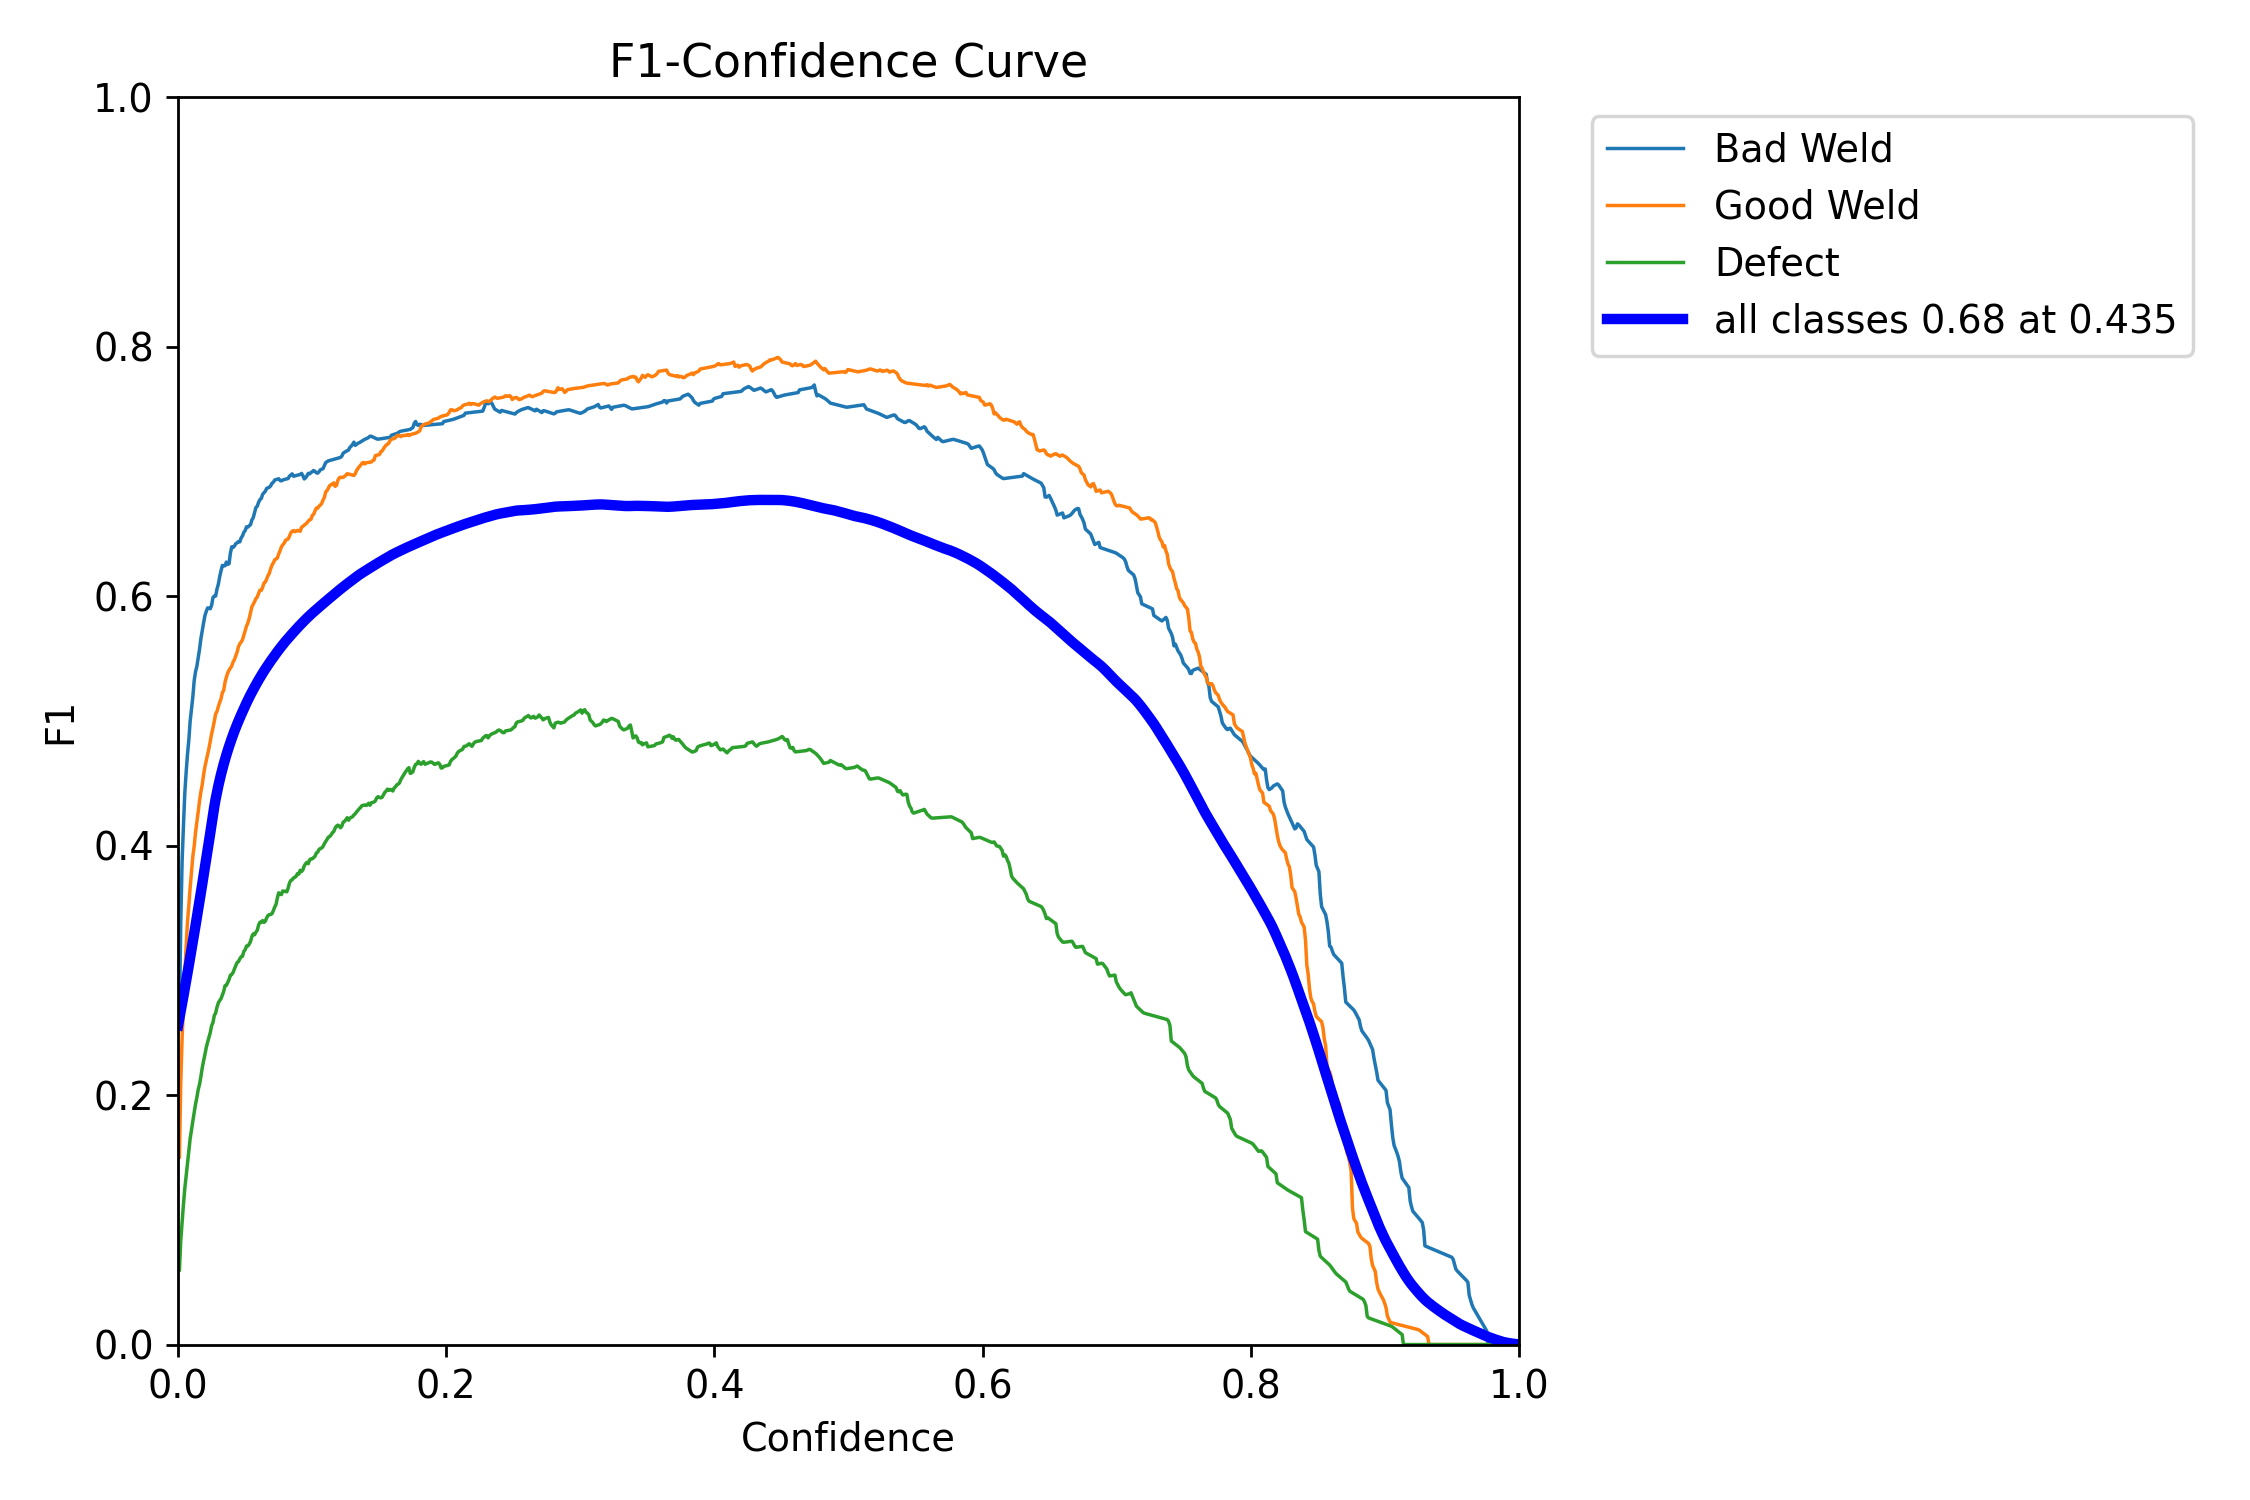 F1-Confidence Curve
1.0
0.8
0.6
0.4
0.2
0.0
F1
0.0 0.2 0.4 0.6 0.8 1.0
Confidence
Bad Weld
Good Weld
Defect
all classes 0.68 at 0.435